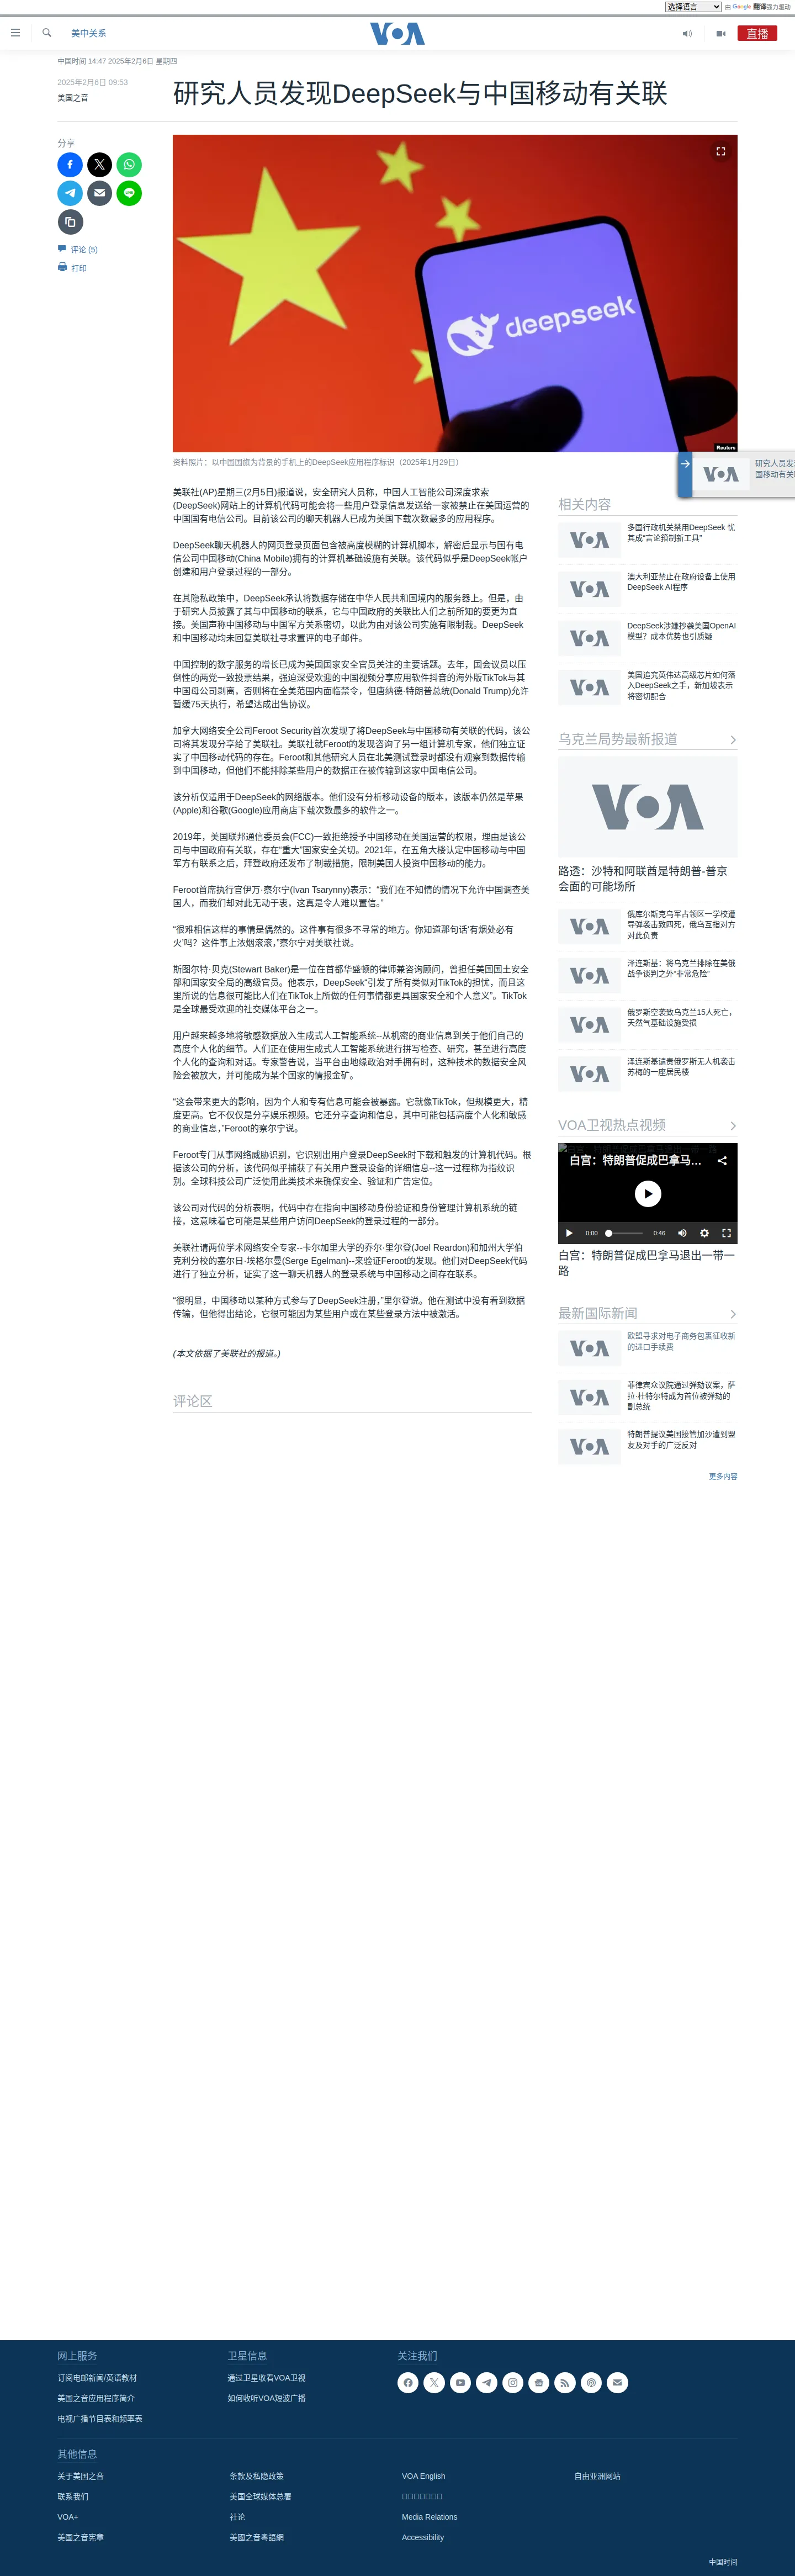 选择语言 由 Google 翻译强力驱动
美中关系
VOA
直播
中国时间 14:47 2025年2月6日 星期四
2025年2月6日 09:53
美国之音
研究人员发现DeepSeek与中国移动有关联
分享
评论 (5)
打印
deepseek
Reuters
资料照片：以中国国旗为背景的手机上的DeepSeek应用程序标识（2025年1月29日）
VOA
研究人员发
国移动有关
美联社(AP)星期三(2月5日)报道说，安全研究人员称，中国人工智能公司深度求索
(DeepSeek)网站上的计算机代码可能会将一些用户登录信息发送给一家被禁止在美国运营的
中国国有电信公司。目前该公司的聊天机器人已成为美国下载次数最多的应用程序。
DeepSeek聊天机器人的网页登录页面包含被高度模糊的计算机脚本，解密后显示与国有电
信公司中国移动(China Mobile)拥有的计算机基础设施有关联。该代码似乎是DeepSeek帐户
创建和用户登录过程的一部分。
在其隐私政策中，DeepSeek承认将数据存储在中华人民共和国境内的服务器上。但是，由
于研究人员披露了其与中国移动的联系，它与中国政府的关联比人们之前所知的要更为直
接。美国声称中国移动与中国军方关系密切，以此为由对该公司实施有限制裁。DeepSeek
和中国移动均未回复美联社寻求置评的电子邮件。
中国控制的数字服务的增长已成为美国国家安全官员关注的主要话题。去年，国会议员以压
倒性的两党一致投票结果，强迫深受欢迎的中国视频分享应用软件抖音的海外版TikTok与其
中国母公司剥离，否则将在全美范围内面临禁令，但唐纳德·特朗普总统(Donald Trump)允许
暂缓75天执行，希望达成出售协议。
加拿大网络安全公司Feroot Security首次发现了将DeepSeek与中国移动有关联的代码，该公
司将其发现分享给了美联社。美联社就Feroot的发现咨询了另一组计算机专家，他们独立证
实了中国移动代码的存在。Feroot和其他研究人员在北美测试登录时都没有观察到数据传输
到中国移动，但他们不能排除某些用户的数据正在被传输到这家中国电信公司。
该分析仅适用于DeepSeek的网络版本。他们没有分析移动设备的版本，该版本仍然是苹果
(Apple)和谷歌(Google)应用商店下载次数最多的软件之一。
2019年，美国联邦通信委员会(FCC)一致拒绝授予中国移动在美国运营的权限，理由是该公
司与中国政府有关联，存在“重大”国家安全关切。2021年，在五角大楼认定中国移动与中国
军方有联系之后，拜登政府还发布了制裁措施，限制美国人投资中国移动的能力。
Feroot首席执行官伊万·察尔宁(Ivan Tsarynny)表示：“我们在不知情的情况下允许中国调查美
国人，而我们却对此无动于衷，这真是令人难以置信。”
“很难相信这样的事情是偶然的。这件事有很多不寻常的地方。你知道那句话‘有烟处必有
火’吗？这件事上浓烟滚滚，”察尔宁对美联社说。
斯图尔特·贝克(Stewart Baker)是一位在首都华盛顿的律师兼咨询顾问，曾担任美国国土安全
部和国家安全局的高级官员。他表示，DeepSeek“引发了所有类似对TikTok的担忧，而且这
里所说的信息很可能比人们在TikTok上所做的任何事情都更具国家安全和个人意义”。TikTok
是全球最受欢迎的社交媒体平台之一。
用户越来越多地将敏感数据放入生成式人工智能系统--从机密的商业信息到关于他们自己的
高度个人化的细节。人们正在使用生成式人工智能系统进行拼写检查、研究，甚至进行高度
个人化的查询和对话。专家警告说，当平台由地缘政治对手拥有时，这种技术的数据安全风
险会被放大，并可能成为某个国家的情报金矿。
“这会带来更大的影响，因为个人和专有信息可能会被暴露。它就像TikTok，但规模更大，精
度更高。它不仅仅是分享娱乐视频。它还分享查询和信息，其中可能包括高度个人化和敏感
的商业信息，”Feroot的察尔宁说。
Feroot专门从事网络威胁识别，它识别出用户登录DeepSeek时下载和触发的计算机代码。根
据该公司的分析，该代码似乎捕获了有关用户登录设备的详细信息--这一过程称为指纹识
别。全球科技公司广泛使用此类技术来确保安全、验证和广告定位。
该公司对代码的分析表明，代码中存在指向中国移动身份验证和身份管理计算机系统的链
接，这意味着它可能是某些用户访问DeepSeek的登录过程的一部分。
美联社请两位学术网络安全专家--卡尔加里大学的乔尔·里尔登(Joel Reardon)和加州大学伯
克利分校的塞尔日·埃格尔曼(Serge Egelman)--来验证Feroot的发现。他们对DeepSeek代码
进行了独立分析，证实了这一聊天机器人的登录系统与中国移动之间存在联系。
“很明显，中国移动以某种方式参与了DeepSeek注册，”里尔登说。他在测试中没有看到数据
传输，但他得出结论，它很可能因为某些用户或在某些登录方法中被激活。
(本文依据了美联社的报道。)
评论区
相关内容
VOA
多国行政机关禁用DeepSeek 忧
其成“言论箝制新工具”
VOA
澳大利亚禁止在政府设备上使用
DeepSeek AI程序
VOA
DeepSeek涉嫌抄袭美国OpenAI
模型？成本优势也引质疑
VOA
美国追究英伟达高级芯片如何落
入DeepSeek之手，新加坡表示
将密切配合
乌克兰局势最新报道
VOA
路透：沙特和阿联酋是特朗普-普京
会面的可能场所
VOA
俄库尔斯克乌军占领区一学校遭
导弹袭击致四死，俄乌互指对方
对此负责
VOA
泽连斯基：将乌克兰排除在美俄
战争谈判之外“非常危险”
VOA
俄罗斯空袭致乌克兰15人死亡，
天然气基础设施受损
VOA
泽连斯基谴责俄罗斯无人机袭击
苏梅的一座居民楼
VOA卫视热点视频
白宫：特朗普促成巴拿马...
0:00 0:46
白宫：特朗普促成巴拿马退出一带一
路
最新国际新闻
VOA
欧盟寻求对电子商务包裹征收新
的进口手续费
VOA
菲律宾众议院通过弹劾议案，萨
拉·杜特尔特成为首位被弹劾的
副总统
VOA
特朗普提议美国接管加沙遭到盟
友及对手的广泛反对
更多内容
网上服务
订阅电邮新闻/英语教材
美国之音应用程序简介
电视广播节目表和频率表
卫星信息
通过卫星收看VOA卫视
如何收听VOA短波广播
关注我们
其他信息
关于美国之音
联系我们
VOA+
美国之音宪章
条款及私隐政策
美国全球媒体总署
社论
美國之音粵語網
VOA English
Media Relations
Accessibility
自由亚洲网站
中国时间